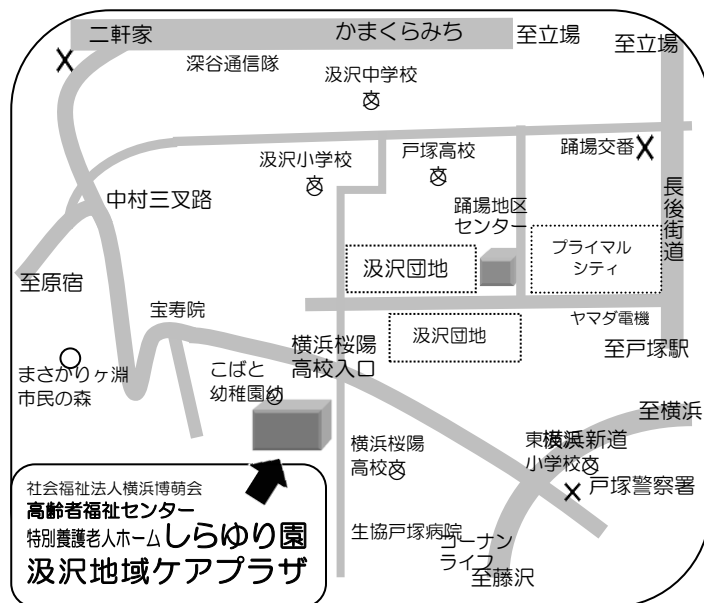 二軒家
かまくらみち
至立場
至立場
深谷通信隊
汲沢中学校
汲沢小学校
戸塚高校
踊場交番
中村三叉路
踊場地区
センター
長後街道
プライマル
シティ
汲沢団地
至原宿
宝寿院
ヤマダ電機
汲沢団地
横浜桜陽
高校入口
至戸塚駅
まさかりヶ淵
市民の森
こばと
幼稚園幼
至横浜
横浜新道
東汲沢
小学校
横浜桜陽
高校
戸塚警察署
生協戸塚病院
コーナン
ライフ
至藤沢
社会福祉法人横浜博萌会
高齢者福祉センター
特別養護老人ホームしらゆり園
汲沢地域ケアプラザ